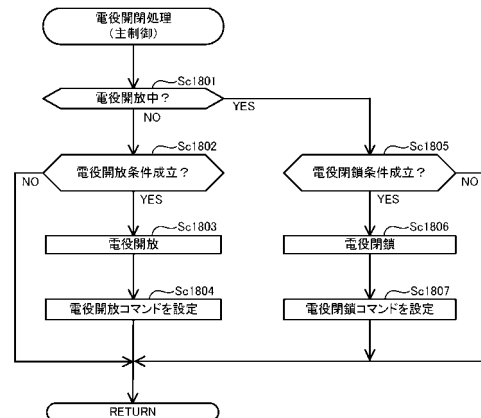 電役開閉処理
(主制御)
Sc1801
電役開放中?
YES
NO
Sc1802
電役開放条件成立?
NO
YES
Sc1805
電役閉鎖条件成立?
NO
YES
Sc1803
電役開放
Sc1806
電役閉鎖
Sc1804
電役開放コマンドを設定
Sc1807
電役閉鎖コマンドを設定
RETURN